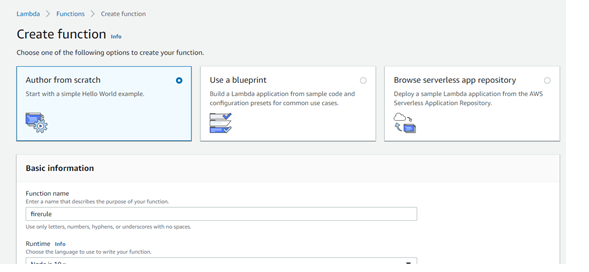 Lambda > Functions > Create function
Create function Info
Choose one of the following options to create your function.
Author from scratch
Start with a simple Hello World example.
Use a blueprint
Build a Lambda application from sample code and
configuration presets for common use cases.
Browse serverless app repository
Deploy a sample Lambda application from the AWS
Serverless Application Repository.
Basic information
Function name
Enter a name that describes the purpose of your function.
firerule
Use only letters, numbers, hyphens, or underscores with no spaces.
Runtime Info
Choose the language to use to write your function.